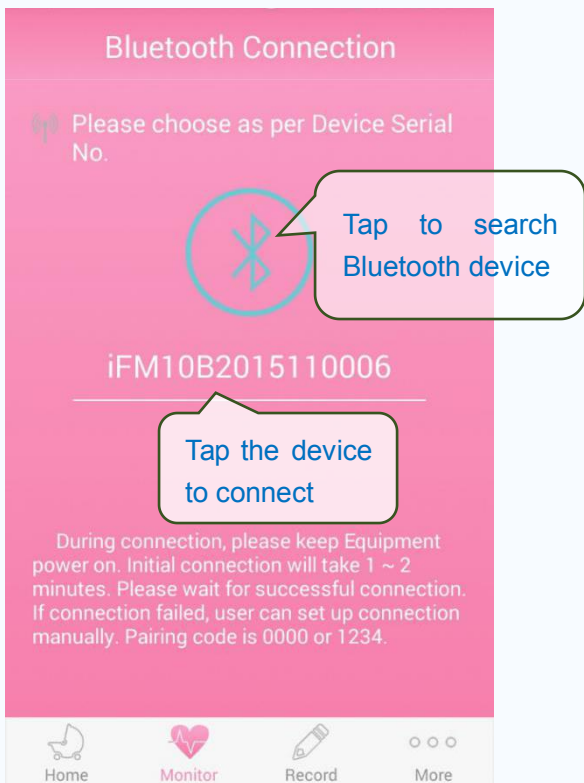 Bluetooth Connection
Please choose as per Device Serial
No.
Tap to search
Bluetooth device
iFM10B2015110006
Tap the device
to connect
During connection, please keep Equipment
power on. Initial connection will take 1 ~ 2
minutes. Please wait for successful connection.
If connection failed, user can set up connection
manually. Pairing code is 0000 or 1234.
Home Monitor Record More